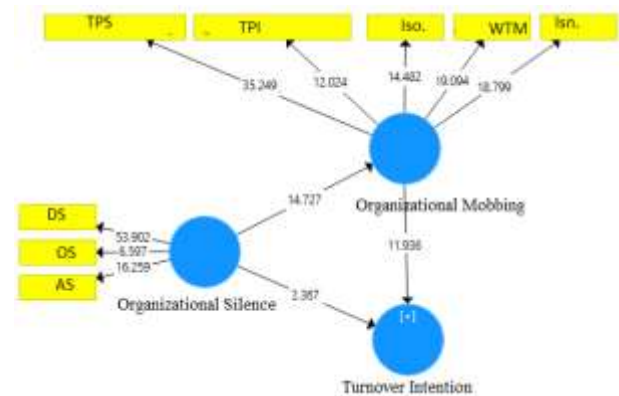 TPS
TPI
Iso.
WTM
Isn.
35.249
12.024
14.482
19.094
18.799
Organizational Mobbing
14.727
11.936
DS
OS
AS
53.902
6.597
16.259
Organizational Silence
2.367
[+]
Turnover Intention